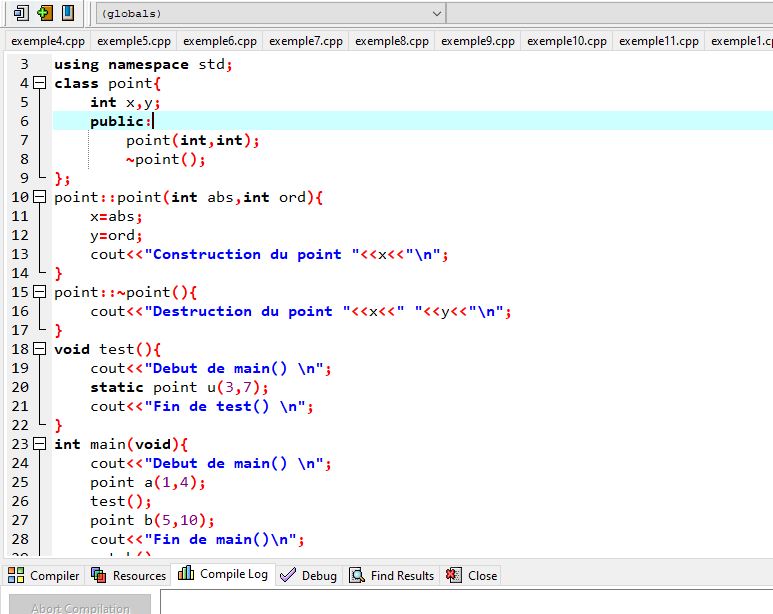 (globals)
exemple4.cpp exemple5.cpp exemple6.cpp exemple7.cpp exemple8.cpp exemple9.cpp exemple10.cpp exemple11.cpp
3 using namespace std;
4 class point{
5 int x,y;
6 public:
7 point(int,int);
8 ~point();
9 };
10 point::point(int abs,int ord){
11 x=abs;
12 y=ord;
13 cout<<"Construction du point "<<x<<"\n";
14 }
15 point::~point(){
16 cout<<"Destruction du point "<<x<<" "<<y<<"\n";
17 }
18 void test(){
19 cout<<"Debut de main() \n";
20 static point u(3,7);
21 cout<<"Fin de test() \n";
22 }
23 int main(void){
24 cout<<"Debut de main() \n";
25 point a(1,4);
26 test();
27 point b(5,10);
28 cout<<"Fin de main()\n";
Compiler Resources Compile Log Debug Find Results Close
Abort Compilation